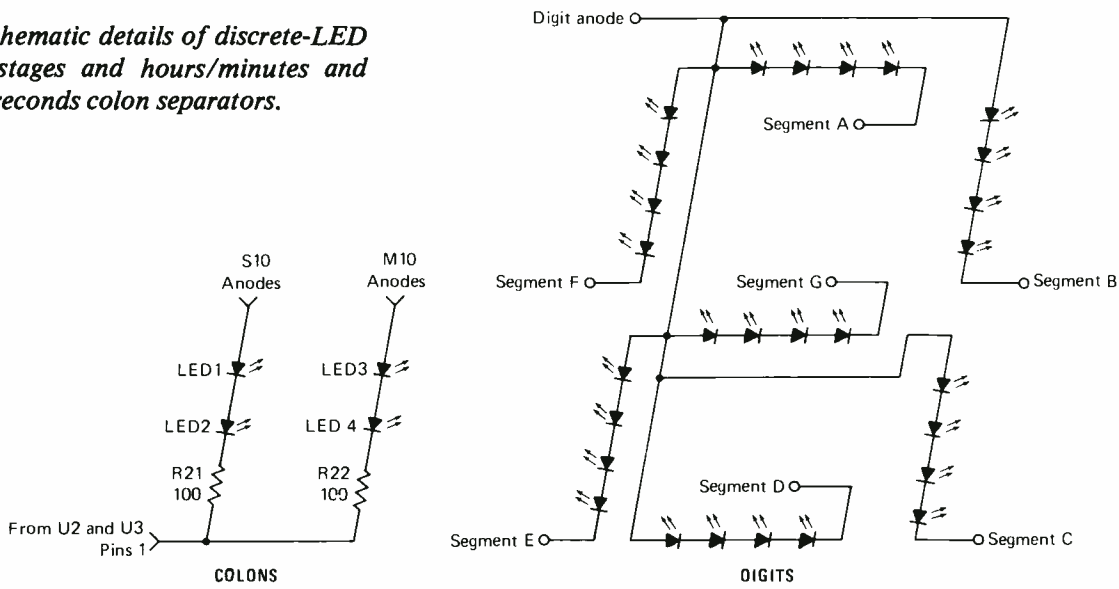 hematic details of discrete-LED
stages and hours/minutes and
seconds colon separators.
Digit anode
Segment A
Segment F
Segment G
Segment B
Segment D
Segment E
Segment C
DIGITS
S10
Anodes
M10
Anodes
LED1
LED3
LED2
LED 4
R21
100
R22
100
From U2 and U3
Pins 1
COLONS